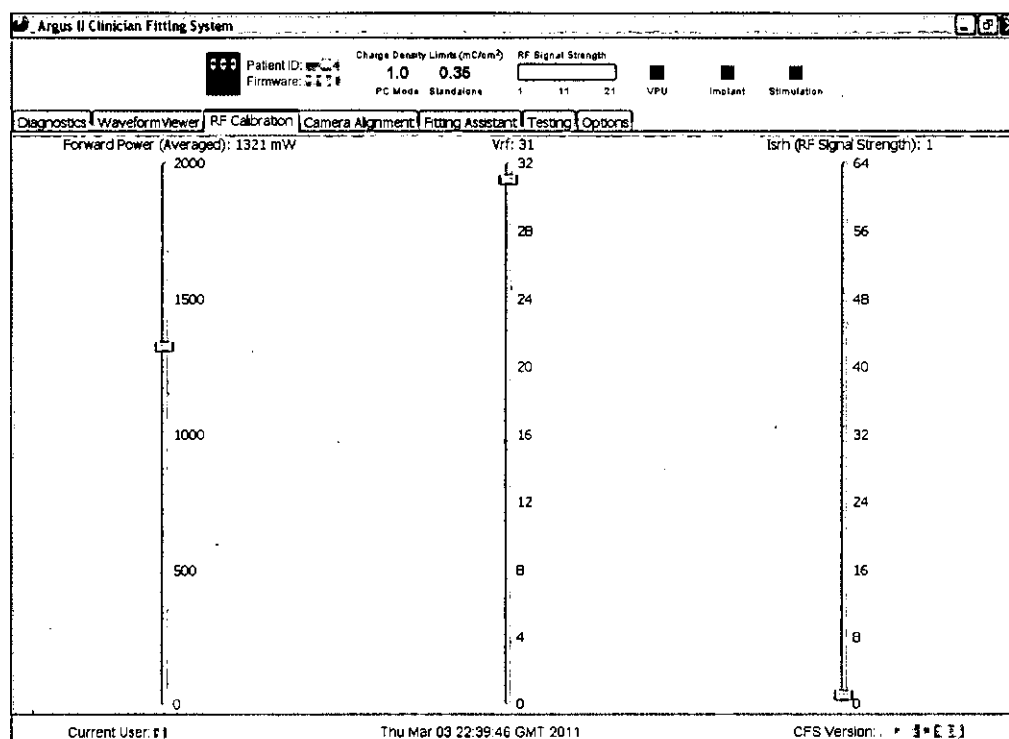 Argus II Clinician Fitting System
Patient ID:
Firmware:
Charge Density Limits (mC/cm²)
1.0 0.35
PC Mode Standalone
RF Signal Strength
1 11 21
VPU Implant Stimulation
Diagnostics WaveformViewer RF Calibration Camera Alignment Fitting Assistant Testing Options
Forward Power (Averaged): 1321 mW Vrf: 31 Isrh (RF Signal Strength): 1
2000 32 64
28 56
1500 24 48
20 40
1000 16 32
12 24
500 8 16
4 8
0 0 0
Current User: Thu Mar 03 22:39:46 GMT 2011 CFS Version: